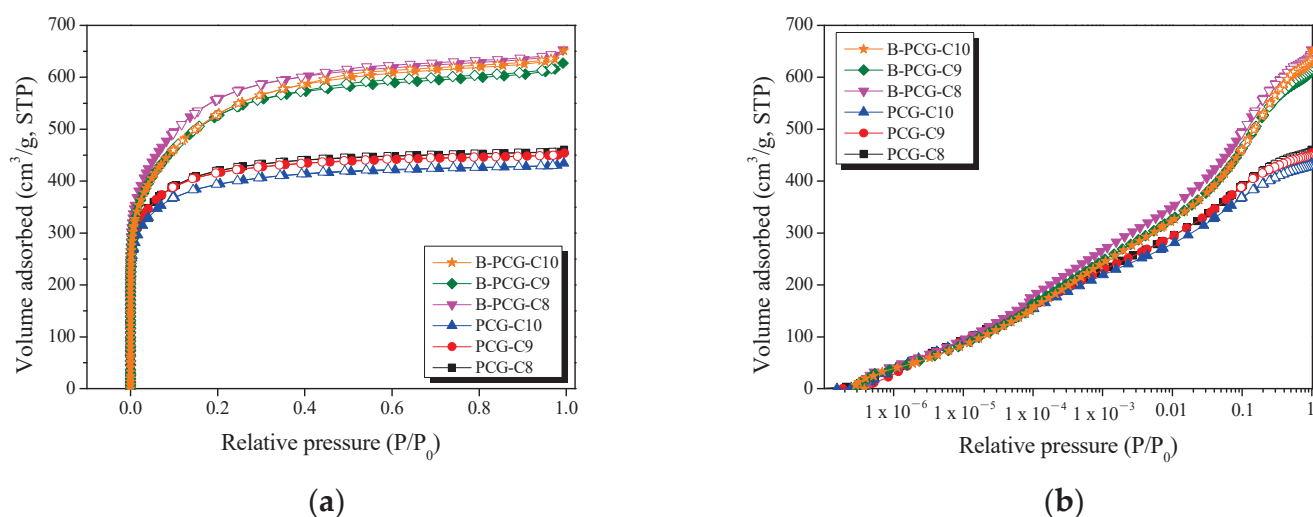 700
600
500
400
300
200
100
0
Volume adsorbed (cm³/g, STP)
B-PCG-C10
B-PCG-C9
B-PCG-C8
PCG-C10
PCG-C9
PCG-C8
0.0 0.2 0.4 0.6 0.8 1.0
Relative pressure (P/P₀)
(a)
700
600
500
400
300
200
100
0
Volume adsorbed (cm³/g, STP)
B-PCG-C10
B-PCG-C9
B-PCG-C8
PCG-C10
PCG-C9
PCG-C8
1 x 10⁻⁶ 1 x 10⁻⁵ 1 x 10⁻⁴ 1 x 10⁻³ 0.01 0.1 1
Relative pressure (P/P₀)
(b)